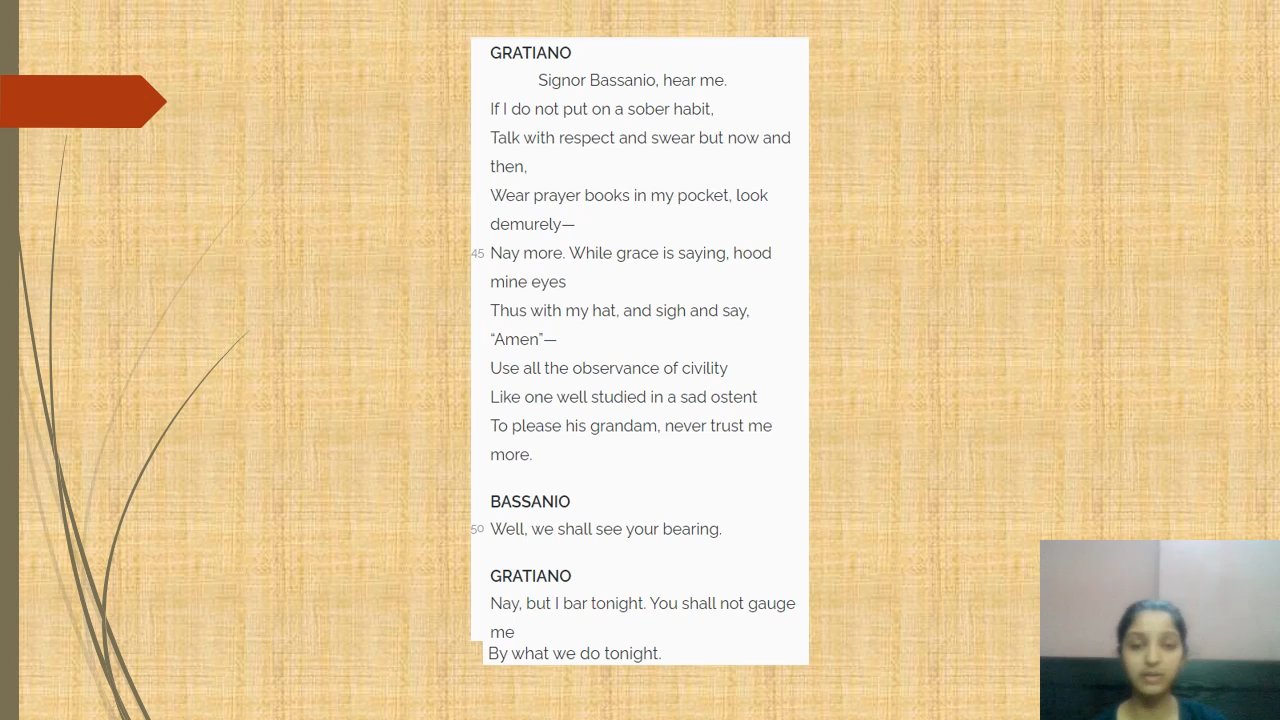 GRATIANO
Signor Bassanio, hear me.
If I do not put on a sober habit,
Talk with respect and swear but now and
then,
Wear prayer books in my pocket, look
demurely—
45 Nay more. While grace is saying, hood
mine eyes
Thus with my hat, and sigh and say,
“Amen”—
Use all the observance of civility
Like one well studied in a sad ostent
To please his grandam, never trust me
more.
BASSANIO
50 Well, we shall see your bearing.
GRATIANO
Nay, but I bar tonight. You shall not gauge
me
By what we do tonight.